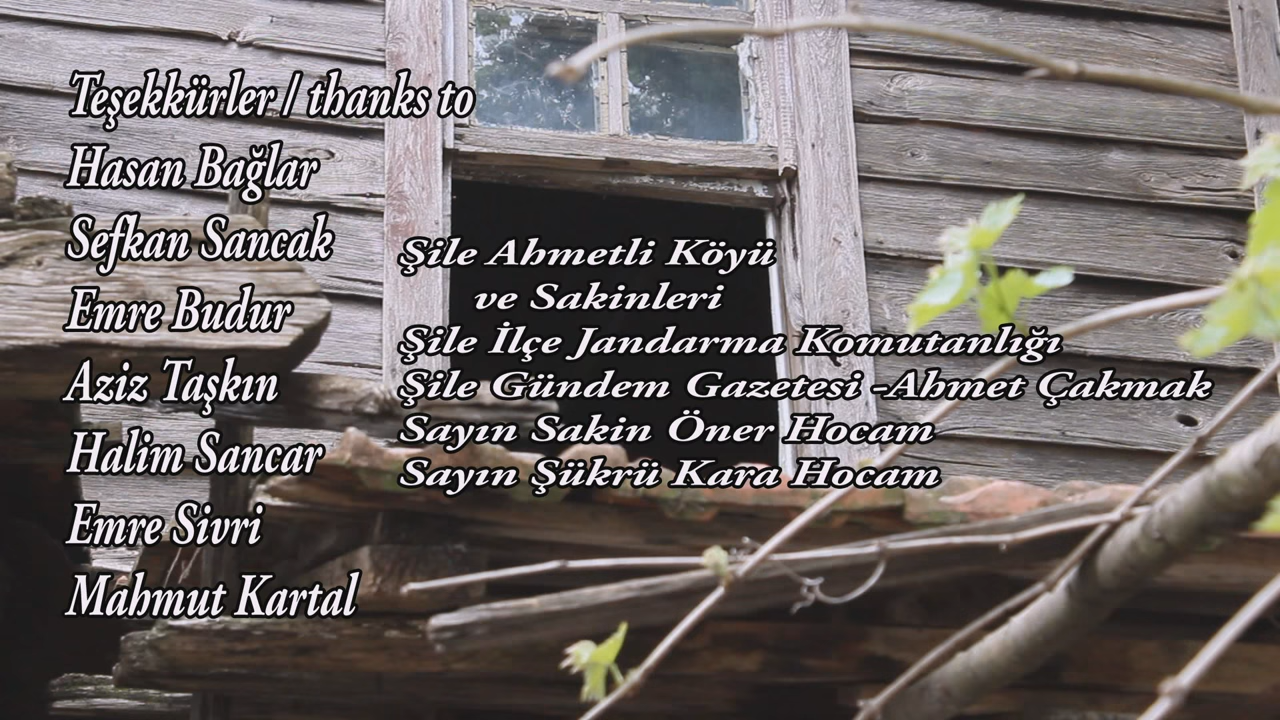 Teşekkürler / thanks to
Hasan Bağlar
Sefkan Sancak
Emre Budur
Aziz Taşkın
Halim Sancar
Emre Sivri
Mahmut Kartal
Şile Ahmetli Köyü
ve Sakinleri
Şile İlçe Jandarma Komutanlığı
Şile Gündem Gazetesi -Ahmet Çakmak
Sayın Sakin Öner Hocam
Sayın Şükrü Kara Hocam